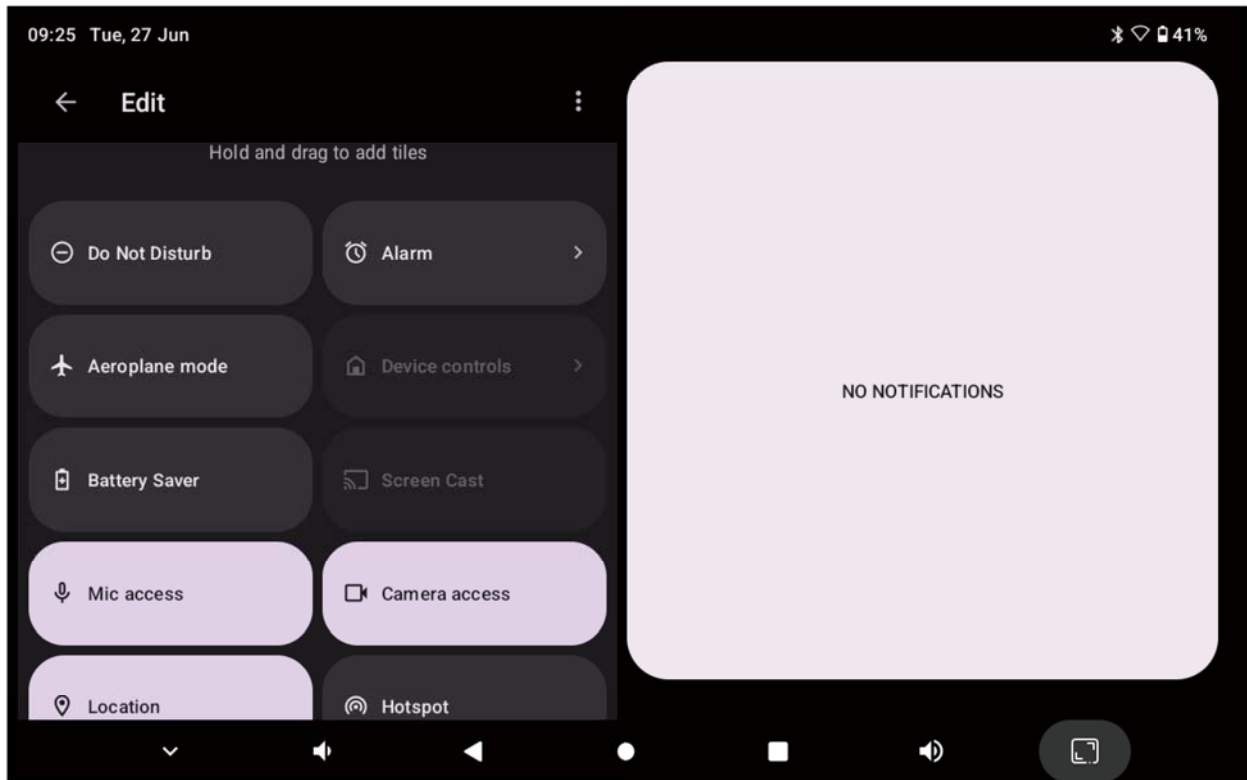 09:25 Tue, 27 Jun
41%
Edit
Hold and drag to add tiles
Do Not Disturb
Alarm
Aeroplane mode
Device controls
Battery Saver
Screen Cast
Mic access
Camera access
Location
Hotspot
NO NOTIFICATIONS